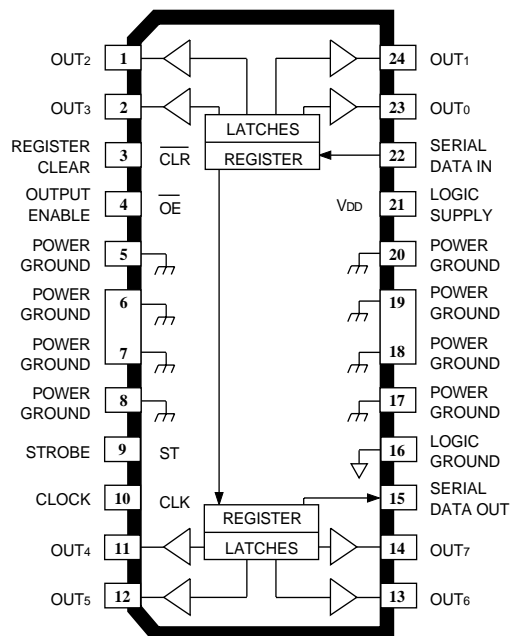 OUT2 1 24 OUT1
OUT3 2 23 OUT0
LATCHES
REGISTER
CLEAR 3 CLR REGISTER 22 SERIAL
DATA IN
OUTPUT
ENABLE 4 OE VDD 21 LOGIC
SUPPLY
POWER
GROUND 5 20 POWER
GROUND
POWER
GROUND 6 19 POWER
GROUND
POWER
GROUND 7 18 POWER
GROUND
POWER
GROUND 8 17 POWER
GROUND
STROBE 9 ST 16 LOGIC
GROUND
CLOCK 10 CLK 15 SERIAL
DATA OUT
REGISTER
OUT4 11 LATCHES 14 OUT7
OUT5 12 13 OUT6